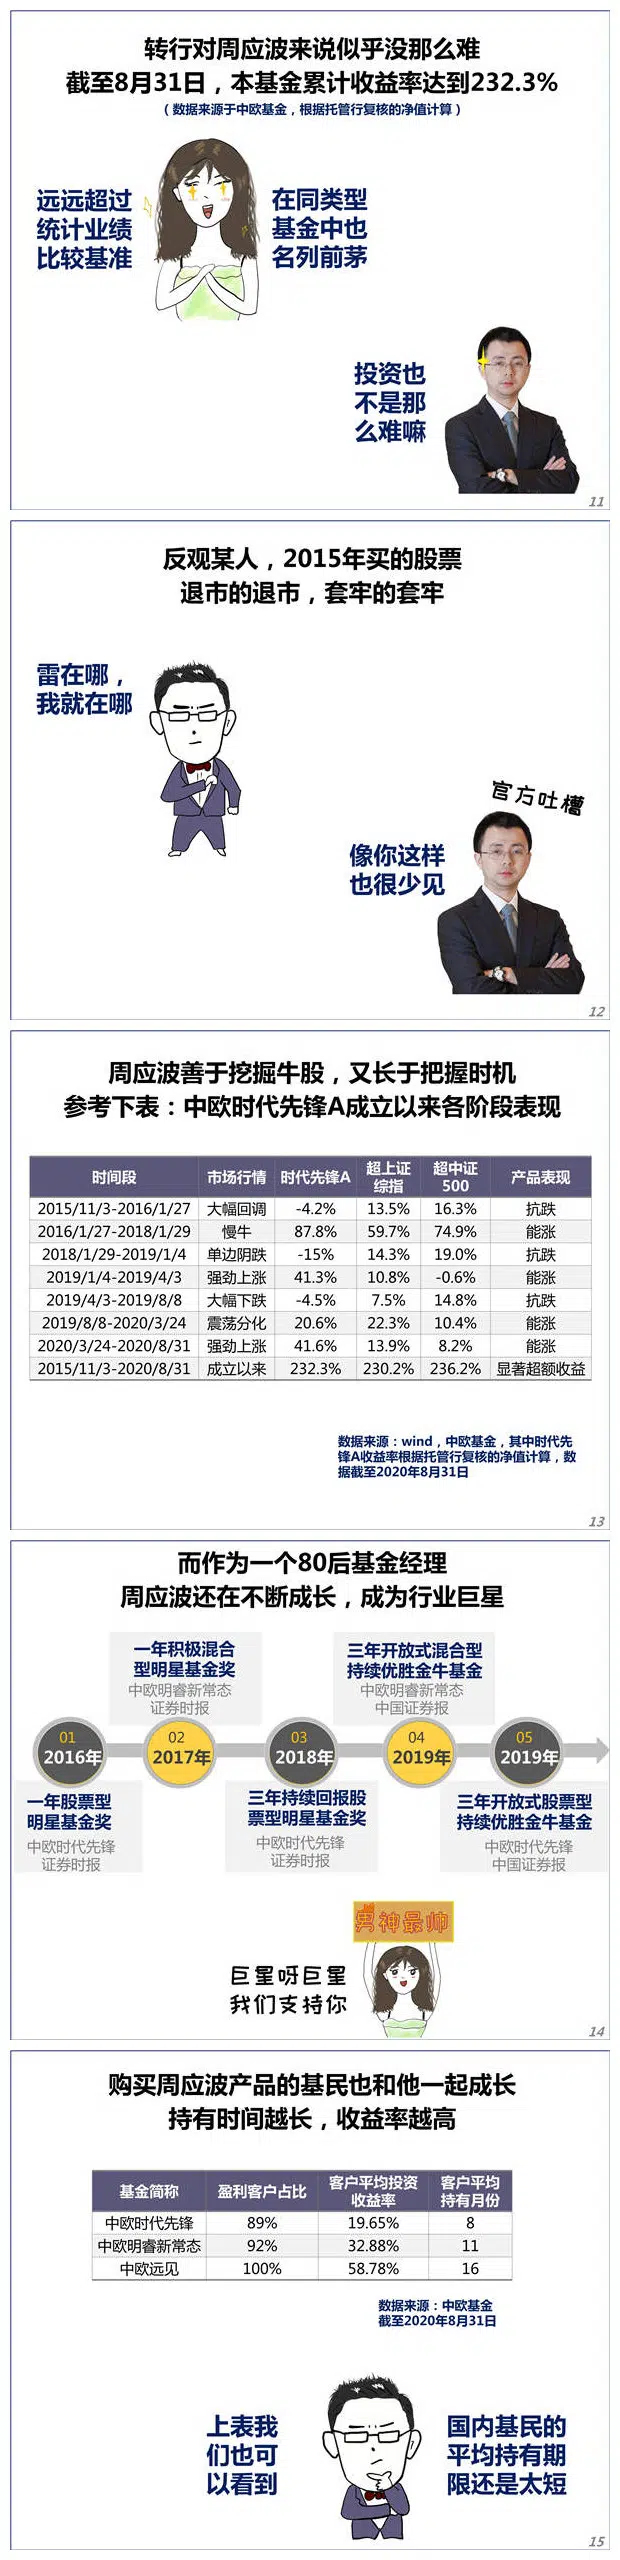 转行对周应波来说似乎没那么难
截至8月31日，本基金累计收益率达到232.3%
（数据来源于中欧基金，根据托管行复核的净值计算）
远远超过
统计业绩
比较基准
在同类型
基金中也
名列前茅
投资也
不是那
么难嘛
11
反观某人，2015年买的股票
退市的退市，套牢的套牢
雷在哪，
我就在哪
官方吐槽
像你这样
也很少见
12
周应波善于挖掘牛股，又长于把握时机
参考下表：中欧时代先锋A成立以来各阶段表现
时间段 市场行情 时代先锋A 超上证综指 超中证500 产品表现
2015/11/3-2016/1/27 大幅回调 -4.2% 13.5% 16.3% 抗跌
2016/1/27-2018/1/29 慢牛 87.8% 59.7% 74.9% 能涨
2018/1/29-2019/1/4 单边阴跌 -15% 14.3% 19.0% 抗跌
2019/1/4-2019/4/3 强劲上涨 41.3% 10.8% -0.6% 能涨
2019/4/3-2019/8/8 大幅下跌 -4.5% 7.5% 14.8% 抗跌
2019/8/8-2020/3/24 震荡分化 20.6% 22.3% 10.4% 能涨
2020/3/24-2020/8/31 强劲上涨 41.6% 13.9% 8.2% 能涨
2015/11/3-2020/8/31 成立以来 232.3% 230.2% 236.2% 显著超额收益
数据来源：wind，中欧基金，其中时代先
锋A收益率根据托管行复核的净值计算，数
据截至2020年8月31日
13
而作为一个80后基金经理
周应波还在不断成长，成为行业巨星
一年积极混合
型明星基金奖
中欧明睿新常态
证券时报
三年开放式混合型
持续优胜金牛基金
中欧明睿新常态
中国证券报
01
2016年
02
2017年
03
2018年
04
2019年
05
2019年
一年股票型
明星基金奖
中欧时代先锋
证券时报
三年持续回报股
票型明星基金奖
中欧时代先锋
证券时报
三年开放式股票型
持续优胜金牛基金
中欧时代先锋
中国证券报
男神最帅
巨星呀巨星
我们支持你
14
购买周应波产品的基民也和他一起成长
持有时间越长，收益率越高
基金简称 盈利客户占比 客户平均投资收益率 客户平均持有月份
中欧时代先锋 89% 19.65% 8
中欧明睿新常态 92% 32.88% 11
中欧远见 100% 58.78% 16
数据来源：中欧基金
截至2020年8月31日
上表我
们也可
以看到
国内基民的
平均持有期
限还是太短
15